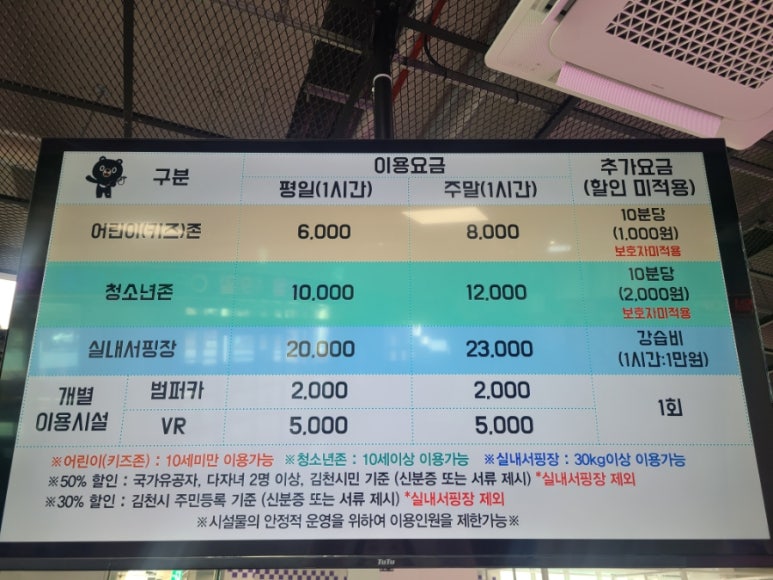 구분 이용요금 추가요금
평일(1시간) 주말(1시간) (할인 미적용)
어린이(키즈)존 6,000 8,000 10분당
(1,000원)
보호자미적용
청소년존 10,000 12,000 10분당
(2,000원)
보호자미적용
실내서핑장 20,000 23,000 강습비
(1시간:1만원)
개별
이용시설
범퍼카 2,000 2,000 1회
VR 5,000 5,000
※어린이(키즈존) : 10세미만 이용가능 ※청소년존 : 10세이상 이용가능 ※실내서핑장 : 30kg이상 이용가능
※50% 할인 : 국가유공자, 다자녀 2명 이상, 김천시민 기준 (신분증 또는 서류 제시) *실내서핑장 제외
※30% 할인 : 김천시 주민등록 기준 (신분증 또는 서류 제시) *실내서핑장 제외
※시설물의 안정적 운영을 위하여 이용인원을 제한가능※
TuTu